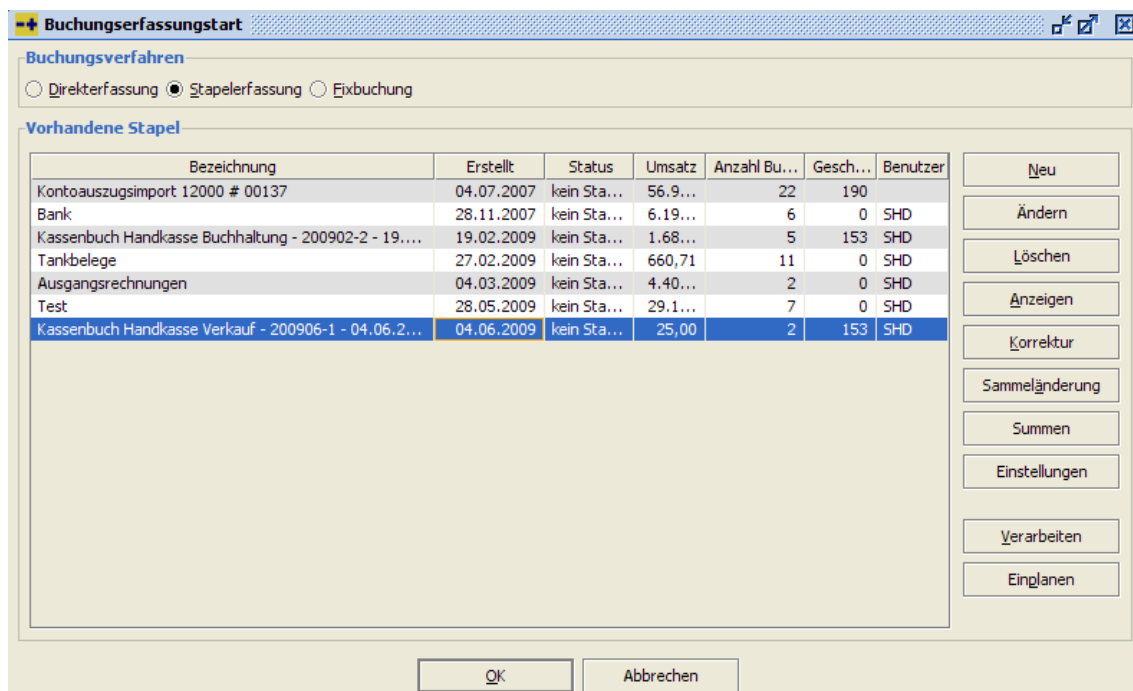 Buchungserfassungstart
Buchungsverfahren
Direkterfassung Stapelerfassung Fixbuchung
Vorhandene Stapel
Bezeichnung Erstellt Status Umsatz Anzahl Bu... Gesch... Benutzer
Kontoauszugsimport 12000 # 00137 04.07.2007 kein Sta... 56.9... 22 190
Bank 28.11.2007 kein Sta... 6.19... 6 0 SHD
Kassenbuch Handkasse Buchhaltung - 200902-2 - 19.... 19.02.2009 kein Sta... 1.68... 5 153 SHD
Tankbelege 27.02.2009 kein Sta... 660,71 11 0 SHD
Ausgangsrechnungen 04.03.2009 kein Sta... 4.40... 2 0 SHD
Test 28.05.2009 kein Sta... 29.1... 7 0 SHD
Kassenbuch Handkasse Verkauf - 200906-1 - 04.06.2... 04.06.2009 kein Sta... 25,00 2 153 SHD
Neu
Ändern
Löschen
Anzeigen
Korrektur
Sammeländerung
Summen
Einstellungen
Verarbeiten
Einplanen
OK Abbrechen